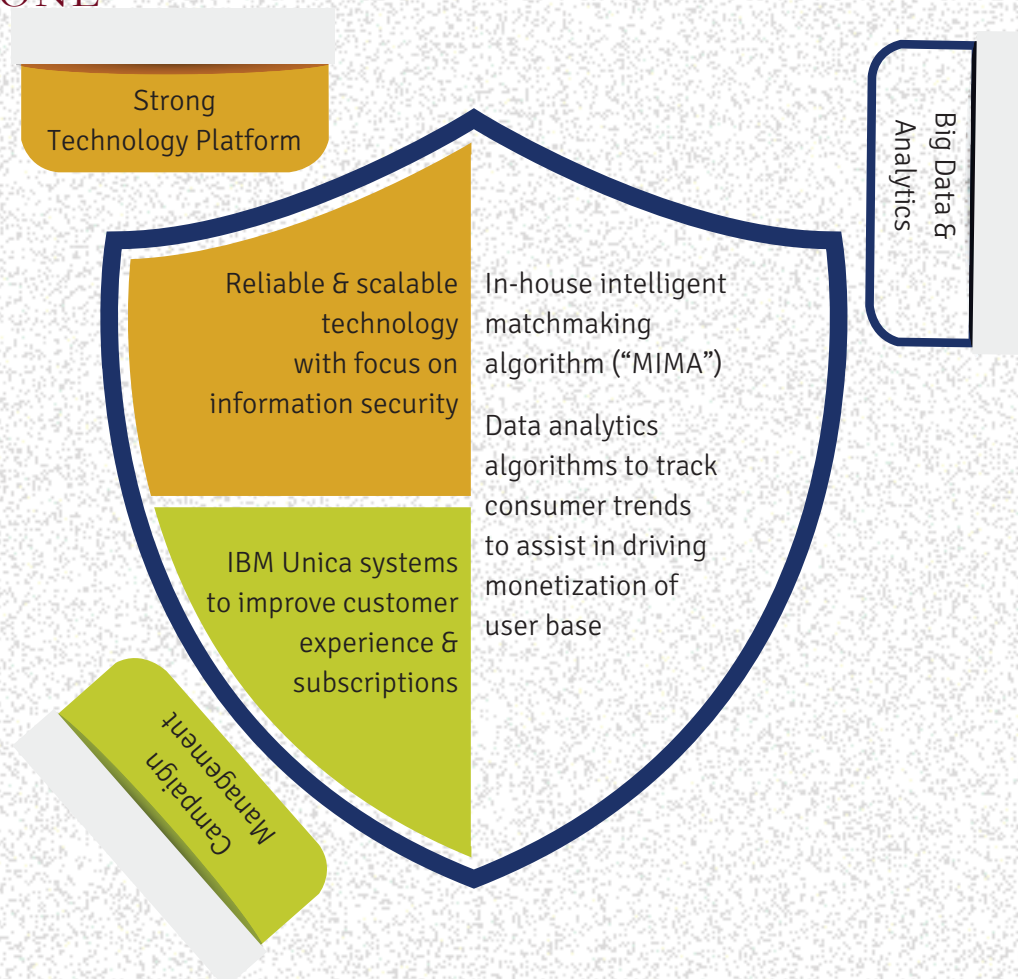 Strong
Technology Platform
Big Data &
Analytics
Reliable & scalable
technology
with focus on
information security
In-house intelligent
matchmaking
algorithm (“MIMA”)
Data analytics
algorithms to track
consumer trends
to assist in driving
monetization of
user base
IBM Unica systems
to improve customer
experience &
subscriptions
Campaign
Management